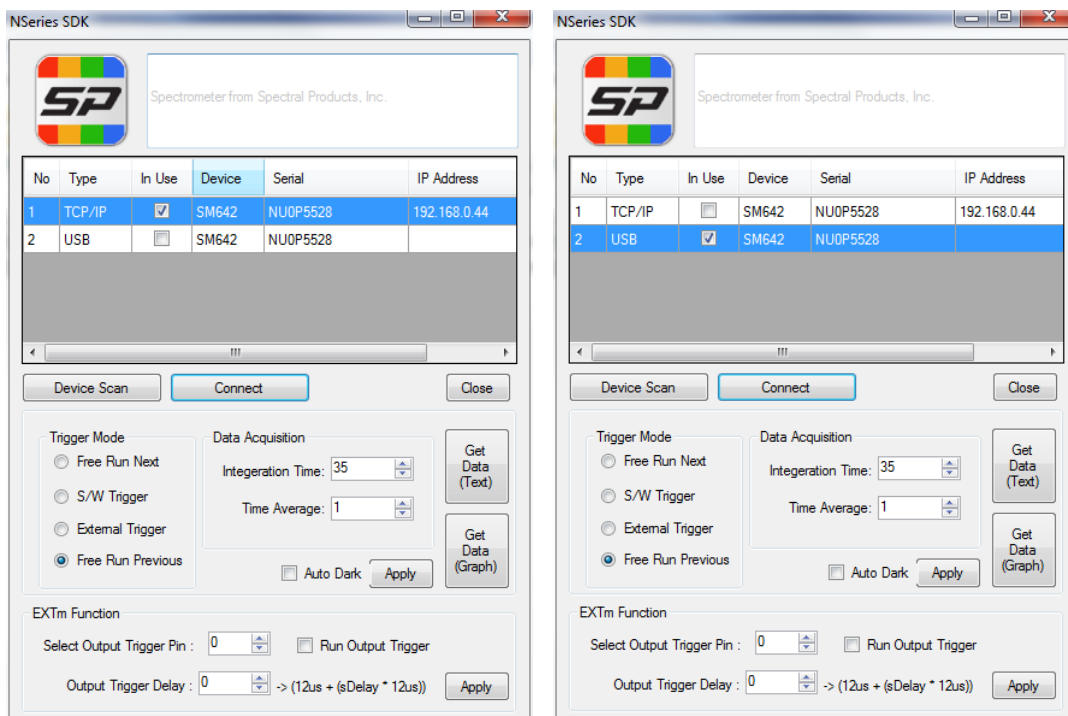 NSeries SDK
SP
Spectrometer from Spectral Products, Inc.
No Type In Use Device Serial IP Address
1 TCP/IP SM642 NU0P5528 192.168.0.44
2 USB SM642 NU0P5528
Device Scan Connect Close
Trigger Mode
Free Run Next
S/W Trigger
External Trigger
Free Run Previous
Data Acquisition
Integeration Time: 35
Time Average: 1
Auto Dark Apply
Get
Data
(Text)
Get
Data
(Graph)
EXTm Function
Select Output Trigger Pin : 0 Run Output Trigger
Output Trigger Delay : 0 -> (12us + (sDelay * 12us)) Apply
NSeries SDK
SP
Spectrometer from Spectral Products, Inc.
No Type In Use Device Serial IP Address
1 TCP/IP SM642 NU0P5528 192.168.0.44
2 USB SM642 NU0P5528
Device Scan Connect Close
Trigger Mode
Free Run Next
S/W Trigger
External Trigger
Free Run Previous
Data Acquisition
Integeration Time: 35
Time Average: 1
Auto Dark Apply
Get
Data
(Text)
Get
Data
(Graph)
EXTm Function
Select Output Trigger Pin : 0 Run Output Trigger
Output Trigger Delay : 0 -> (12us + (sDelay * 12us)) Apply